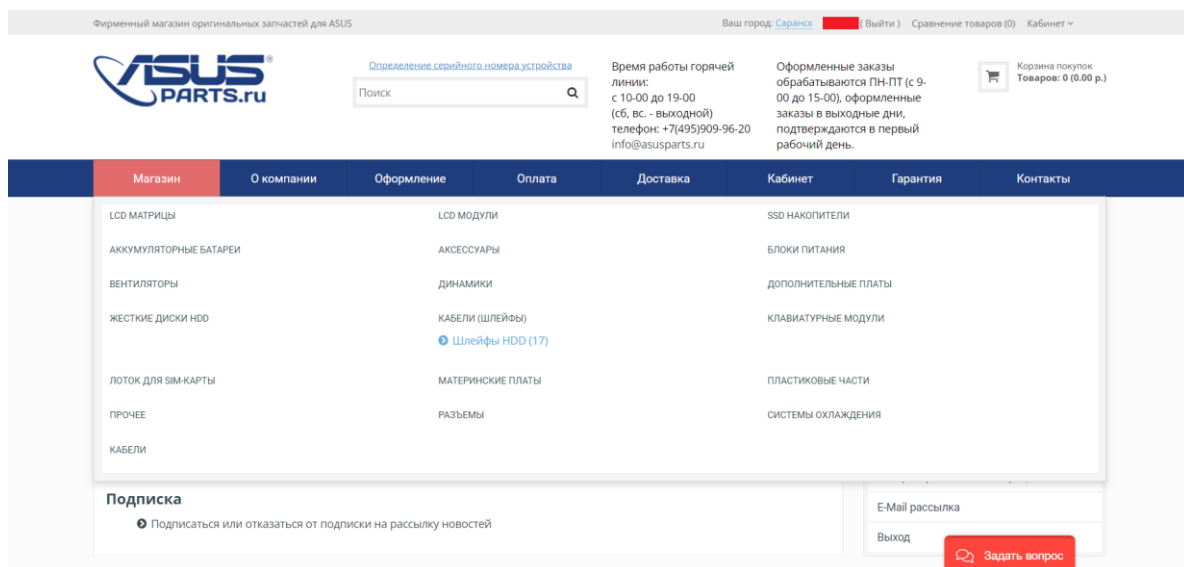 Фирменный магазин оригинальных запчастей для ASUS
Ваш город: Саранск ( Выйти ) Сравнение товаров (0) Кабинет
ASUS®
PARTS.ru
Определение серийного номера устройства
Поиск
Время работы горячей
линии:
с 10-00 до 19-00
(сб, вс. - выходной)
телефон: +7(495)909-96-20
info@asusparts.ru
Оформленные заказы
обрабатываются ПН-ПТ (с 9-
00 до 15-00), оформленные
заказы в выходные дни,
подтверждаются в первый
рабочий день.
Корзина покупок
Товаров: 0 (0.00 р.)
Магазин О компании Оформление Оплата Доставка Кабинет Гарантия Контакты
LCD МАТРИЦЫ LCD МОДУЛИ SSD НАКОПИТЕЛИ
АККУМУЛЯТОРНЫЕ БАТАРЕИ АКСЕССУАРЫ БЛОКИ ПИТАНИЯ
ВЕНТИЛЯТОРЫ ДИНАМИКИ ДОПОЛНИТЕЛЬНЫЕ ПЛАТЫ
ЖЕСТКИЕ ДИСКИ HDD КАБЕЛИ (ШЛЕЙФЫ) КЛАВИАТУРНЫЕ МОДУЛИ
Шлейфы HDD (17)
ЛОТОК ДЛЯ SIM-КАРТЫ МАТЕРИНСКИЕ ПЛАТЫ ПЛАСТИКОВЫЕ ЧАСТИ
ПРОЧЕЕ РАЗЪЕМЫ СИСТЕМЫ ОХЛАЖДЕНИЯ
КАБЕЛИ
Подписка
Подписаться или отказаться от подписки на рассылку новостей
E-Mail рассылка
Выход
Задать вопрос